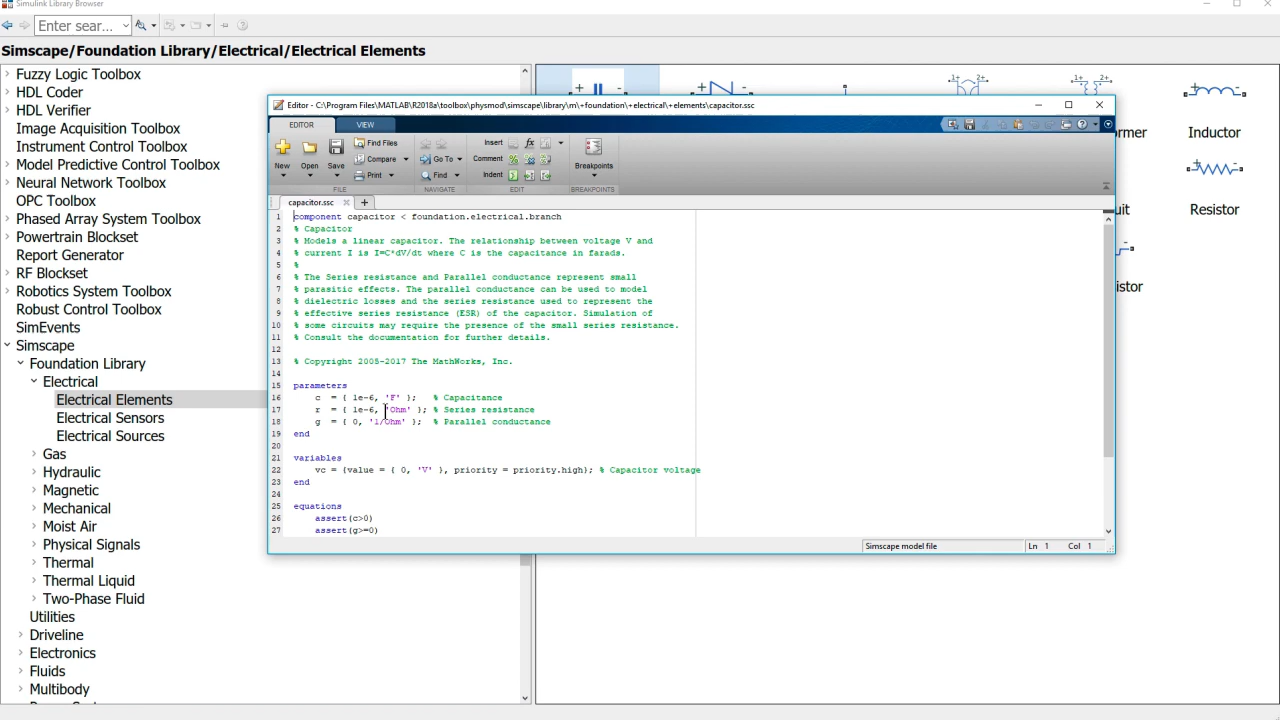 Simulink Library Browser
Enter sear...
Simscape/Foundation Library/Electrical/Electrical Elements
Fuzzy Logic Toolbox
HDL Coder
HDL Verifier
Image Acquisition Toolbox
Instrument Control Toolbox
Model Predictive Control Toolbox
Neural Network Toolbox
OPC Toolbox
Phased Array System Toolbox
Powertrain Blockset
Report Generator
RF Blockset
Robotics System Toolbox
Robust Control Toolbox
SimEvents
Simscape
Foundation Library
Electrical
Electrical Elements
Electrical Sensors
Electrical Sources
Gas
Hydraulic
Magnetic
Mechanical
Moist Air
Physical Signals
Thermal
Thermal Liquid
Two-Phase Fluid
Utilities
Driveline
Electronics
Fluids
Multibody
Inductor
Resistor
Editor - C:\Program Files\MATLAB\R2018a\toolbox\physmod\simscape\library\m\+foundation\+electrical\+elements\capacitor.ssc
EDITOR VIEW
New Open Save
Find Files
Compare
Print
FILE
Go To
Find
NAVIGATE
Insert
Comment
Indent
EDIT
Breakpoints
BREAKPOINTS
capacitor.ssc
1 component capacitor < foundation.electrical.branch
2 % Capacitor
3 % Models a linear capacitor. The relationship between voltage V and
4 % current I is I=C*dV/dt where C is the capacitance in farads.
5 %
6 % The Series resistance and Parallel conductance represent small
7 % parasitic effects. The parallel conductance can be used to model
8 % dielectric losses and the series resistance used to represent the
9 % effective series resistance (ESR) of the capacitor. Simulation of
10 % some circuits may require the presence of the small series resistance.
11 % Consult the documentation for further details.
12
13 % Copyright 2005-2017 The MathWorks, Inc.
14
15 parameters
16 c = { 1e-6, 'F' }; % Capacitance
17 r = { 1e-6, 'Ohm' }; % Series resistance
18 g = { 0, '1/Ohm' }; % Parallel conductance
19 end
20
21 variables
22 vc = {value = { 0, 'V' }, priority = priority.high}; % Capacitor voltage
23 end
24
25 equations
26 assert(c>0)
27 assert(g>=0)
Simscape model file Ln 1 Col 1